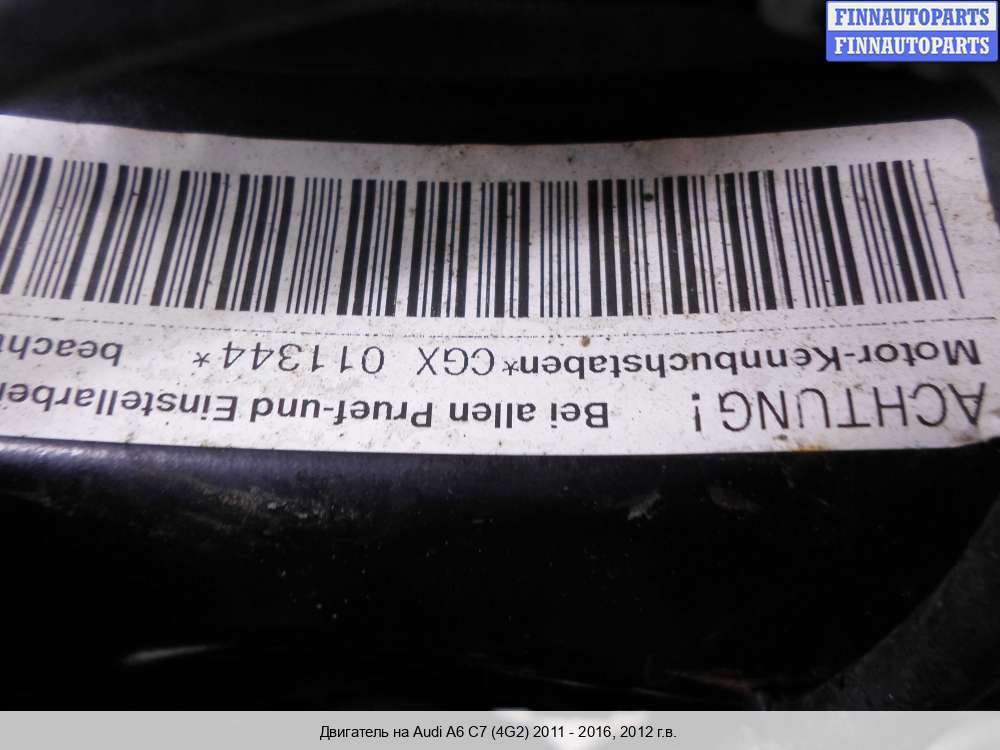 FINNAUTOPARTS
FINNAUTOPARTS
ACHTUNG! Bei allen Pruef-und Einstellarbei
Motor-Kennbuchstaben*CGX 011344* beacht
Двигатель на Audi A6 C7 (4G2) 2011 - 2016, 2012 г.в.